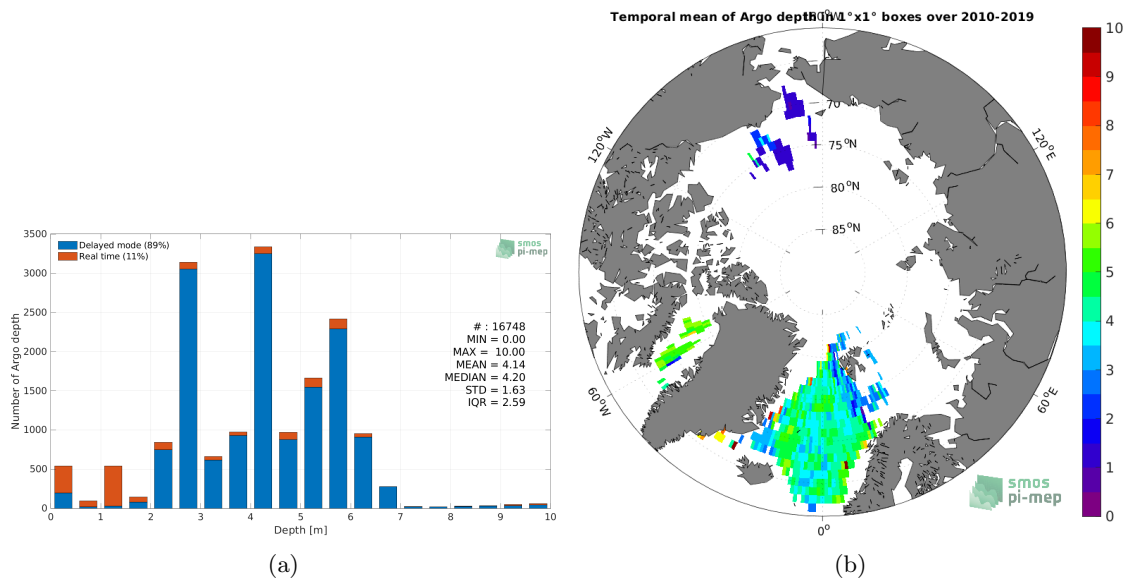 Temporal mean of Argo depth in 1°x1° boxes over 2010-2019
3500
3000
2500
2000
1500
1000
500
0
Number of Argo depth
Delayed mode (89%)
Real time (11%)
smos
pi-mep
# : 16748
MIN = 0.00
MAX = 10.00
MEAN = 4.14
MEDIAN = 4.20
STD = 1.63
IQR = 2.59
0 1 2 3 4 5 6 7 8 9 10
Depth [m]
(a)
120°W
75°N
80°N
85°N
120°E
60°W
60°E
0°
smos
pi-mep
10
9
8
7
6
5
4
3
2
1
0
(b)